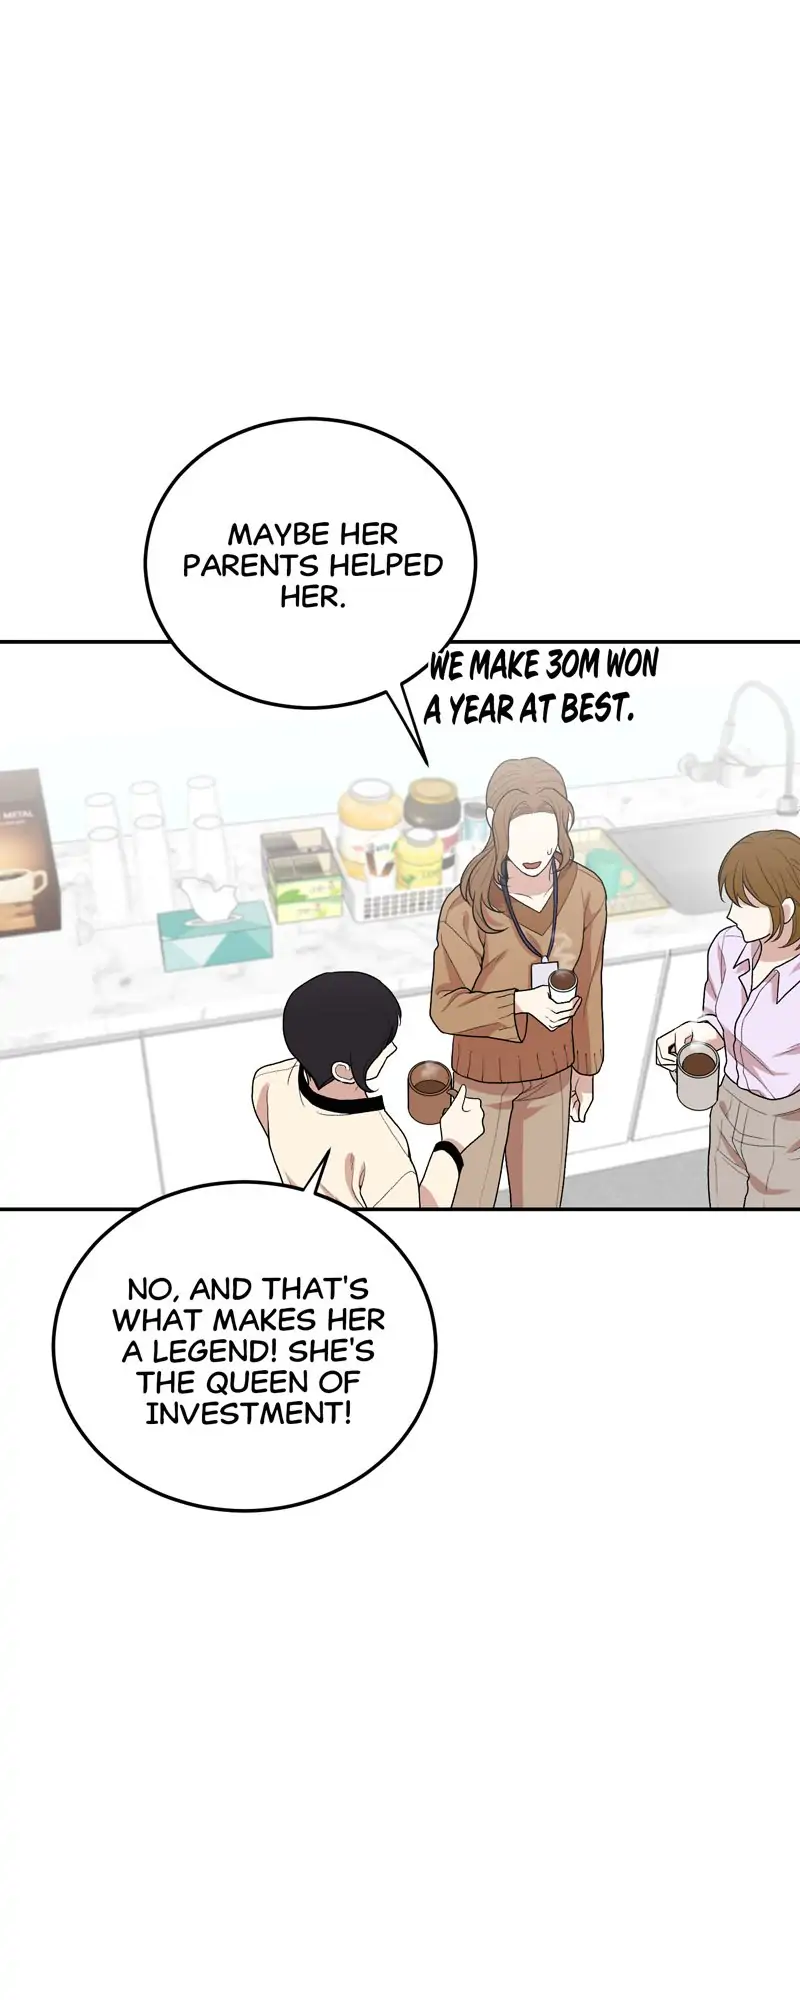 MAYBE HER
PARENTS HELPED
HER.
WE MAKE 30M WON
A YEAR AT BEST.
METAL
NO, AND THAT'S
WHAT MAKES HER
A LEGEND! SHE'S
THE QUEEN OF
INVESTMENT!